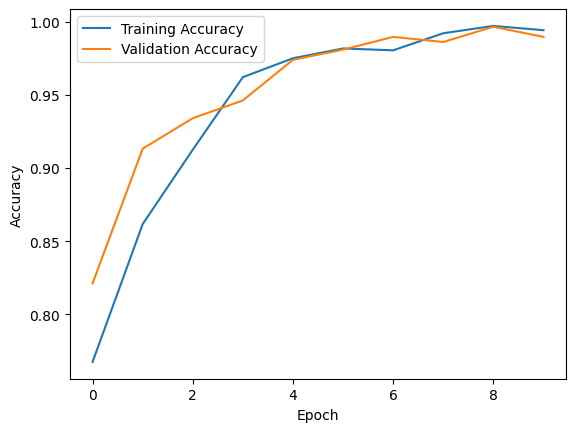 Training Accuracy
Validation Accuracy
1.00
0.95
0.90
0.85
0.80
Accuracy
0 2 4 6 8
Epoch